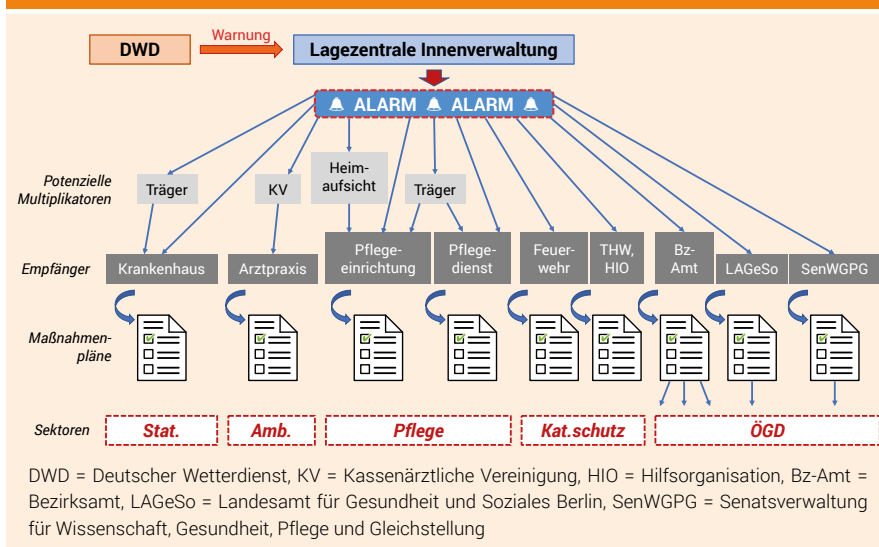 DWD
Warnung
Lagezentrale Innenverwaltung
ALARM ALARM
Potenzielle
Multiplikatoren
Träger
KV
Heim-
aufsicht
Träger
Empfänger
Krankenhaus
Arztpraxis
Pflege-
einrichtung
Pflege-
dienst
Feuer-
wehr
THW,
HIO
Bz-
Amt
LAGeSo
SenWGPG
Maßnahmen-
pläne
Sektoren
Stat.
Amb.
Pflege
Kat.schutz
ÖGD
DWD = Deutscher Wetterdienst, KV = Kassenärztliche Vereinigung, HIO = Hilfsorganisation, Bz-Amt =
Bezirksamt, LAGeSo = Landesamt für Gesundheit und Soziales Berlin, SenWGPG = Senatsverwaltung
für Wissenschaft, Gesundheit, Pflege und Gleichstellung